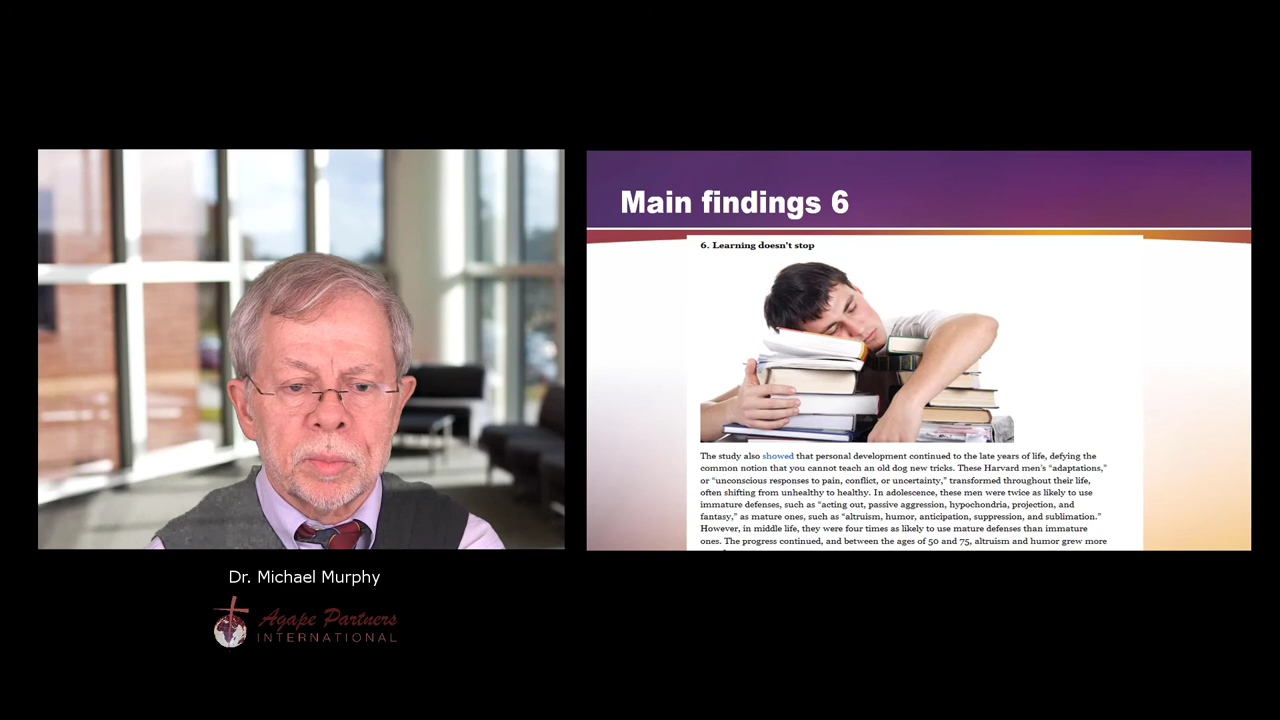 Main findings 6
6. Learning doesn't stop
The study also showed that personal development continued to the late years of life, defying the
common notion that you cannot teach an old dog new tricks. These Harvard men's “adaptations,”
or “unconscious responses to pain, conflict, or uncertainty,” transformed throughout their life,
often shifting from unhealthy to healthy. In adolescence, these men were twice as likely to use
immature defenses, such as “acting out, passive aggression, hypochondria, projection, and
fantasy,” as mature ones, such as “altruism, humor, anticipation, suppression, and sublimation.”
However, in middle life, they were four times as likely to use mature defenses than immature
ones. The progress continued, and between the ages of 50 and 75, altruism and humor grew more
Dr. Michael Murphy
Agape Partners
INTERNATIONAL